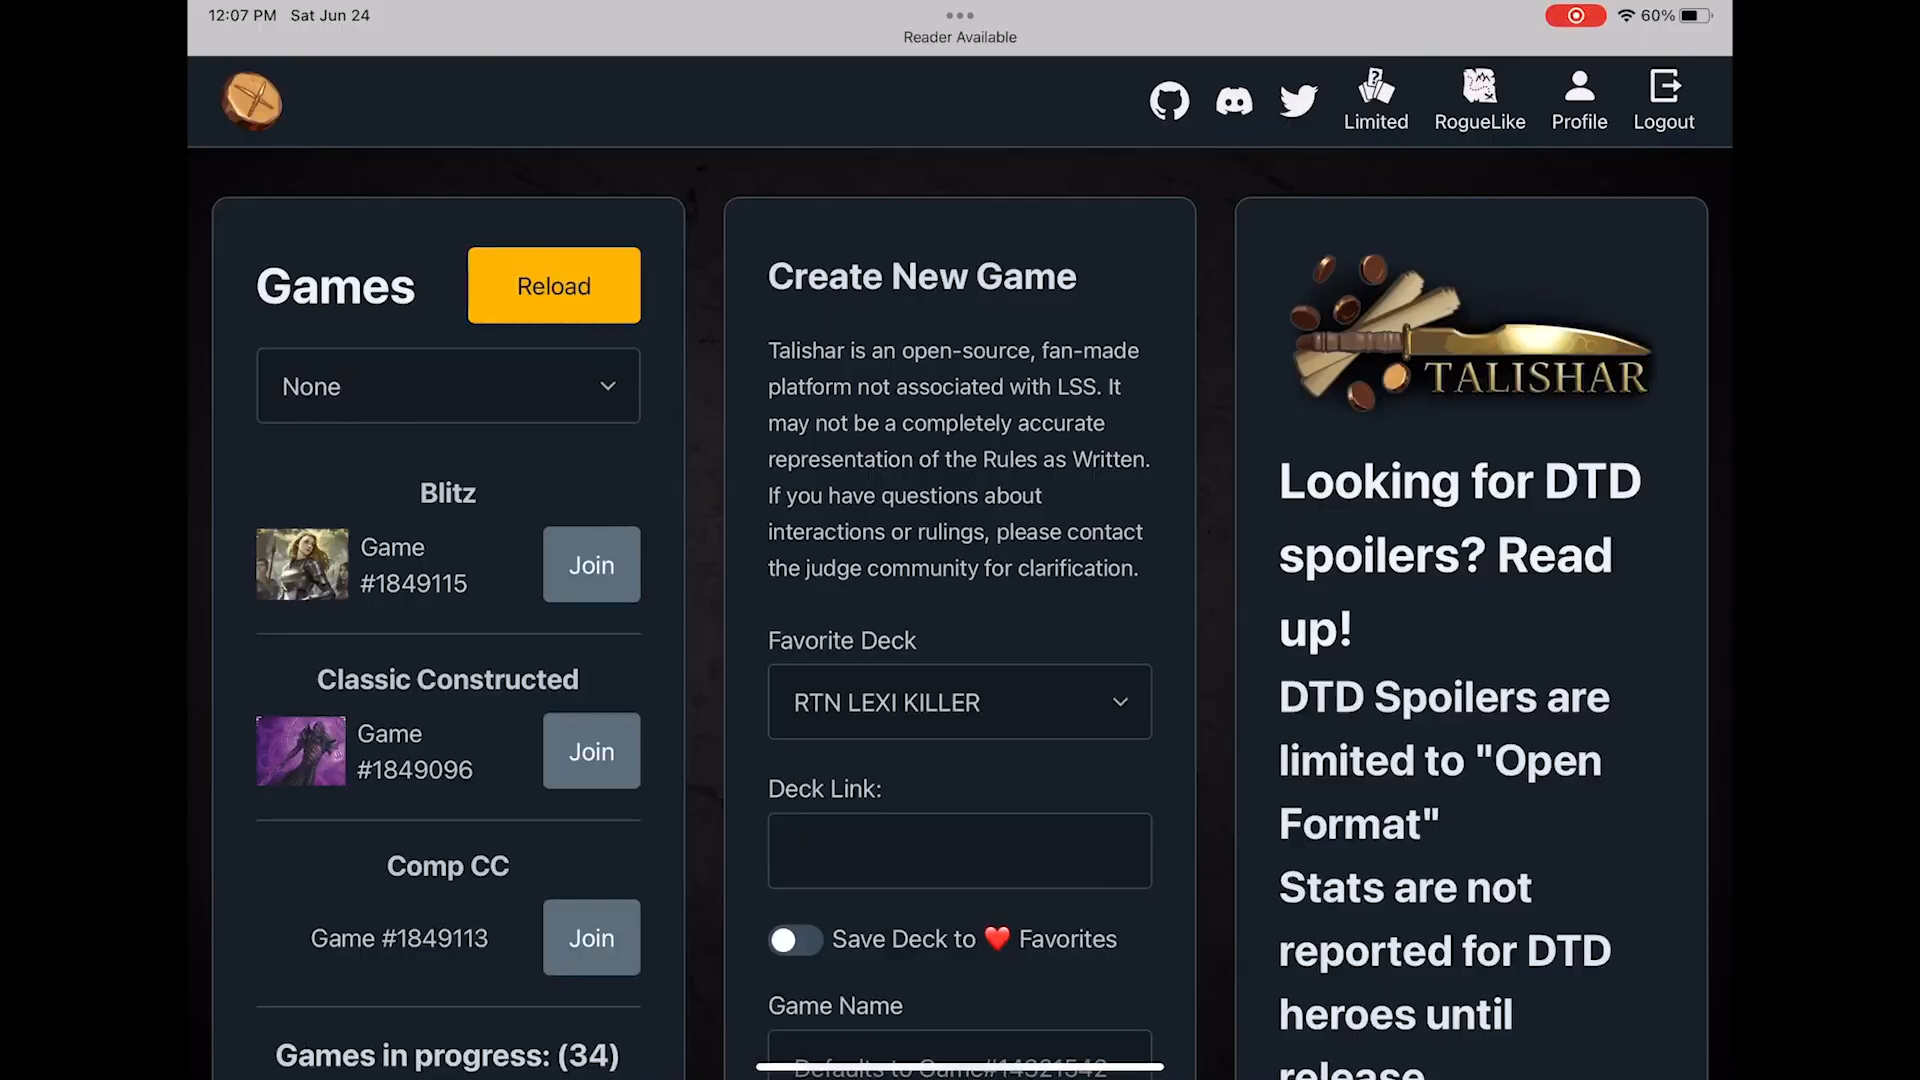 12:07 PM Sat Jun 24
Reader Available
60%
Limited
RogueLike
Profile
Logout
Games
Reload
None
Blitz
Game
#1849115
Join
Classic Constructed
Game
#1849096
Join
Comp CC
Game #1849113
Join
Games in progress: (34)
Create New Game
Talishar is an open-source, fan-made
platform not associated with LSS. It
may not be a completely accurate
representation of the Rules as Written.
If you have questions about
interactions or rulings, please contact
the judge community for clarification.
Favorite Deck
RTN LEXI KILLER
Deck Link:
Save Deck to ❤️ Favorites
Game Name
Defaults to Game#14321542
TALISHAR
Looking for DTD
spoilers? Read
up!
DTD Spoilers are
limited to "Open
Format"
Stats are not
reported for DTD
heroes until
release